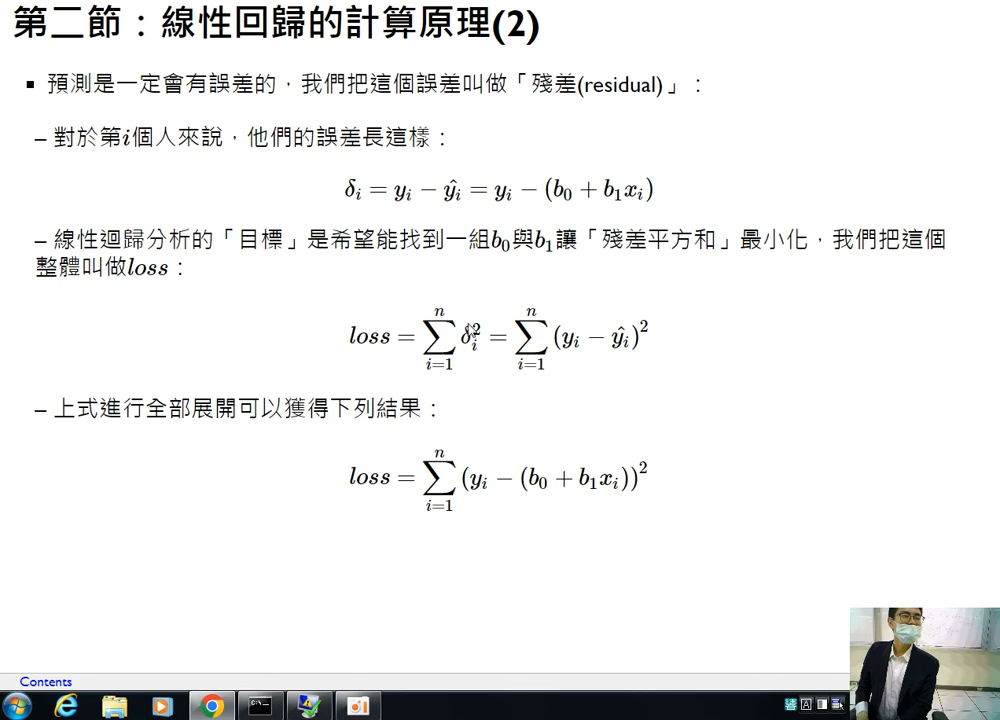 第二節：線性回歸的計算原理(2)
▪ 預測是一定會有誤差的，我們把這個誤差叫做「殘差(residual)」：
– 對於第i個人來說，他們的誤差長這樣：
δᵢ = yᵢ − ŷᵢ = yᵢ − (b₀ + b₁xᵢ)
– 線性迴歸分析的「目標」是希望能找到一組b₀與b₁讓「殘差平方和」最小化，我們把這個
整體叫做loss：
loss = ∑ᵢ₌₁ⁿ δᵢ² = ∑ᵢ₌₁ⁿ (yᵢ − ŷᵢ)²
– 上式進行全部展開可以獲得下列結果：
loss = ∑ᵢ₌₁ⁿ (yᵢ − (b₀ + b₁xᵢ))²
Contents